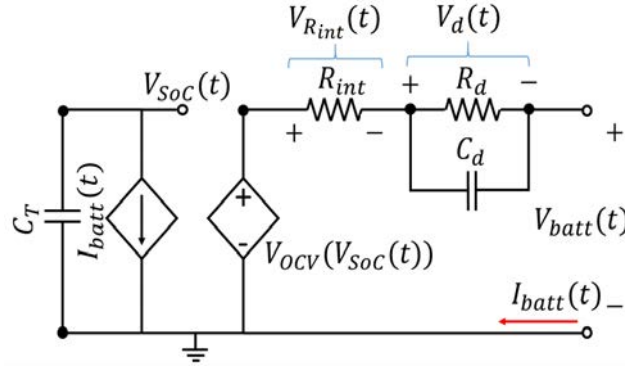 V_{R_{int}}(t) V_d(t)
V_{SoC}(t) R_{int} + R_d −
+ − C_d +
C_T I_{batt}(t) + - V_{OCV}(V_{SoC}(t)) V_{batt}(t)
I_{batt}(t) −